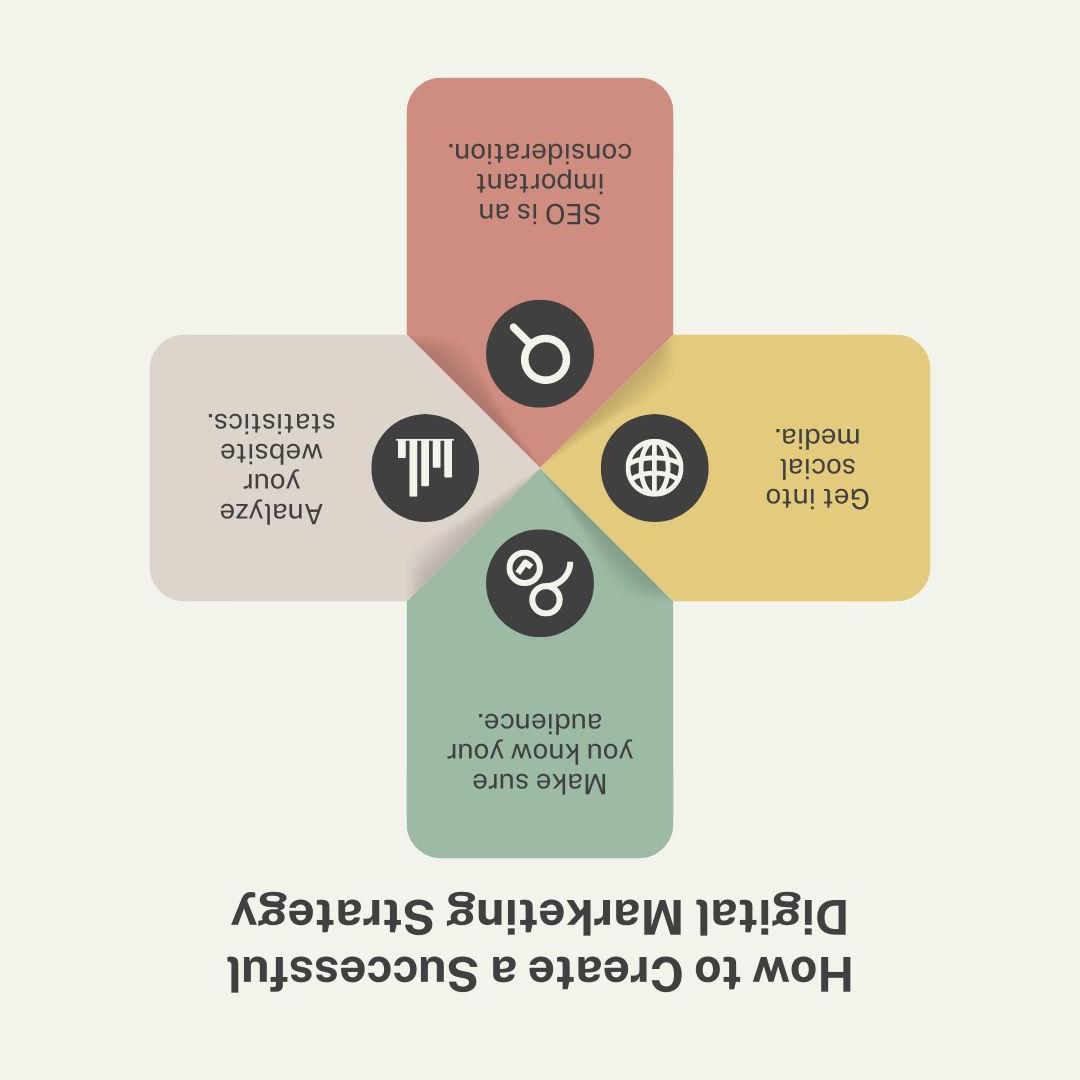 How to Create a Successful
Digital Marketing Strategy
Make sure
you know your
audience.
Get into
social
media.
Analyze
your
website
statistics.
SEO is an
important
consideration.